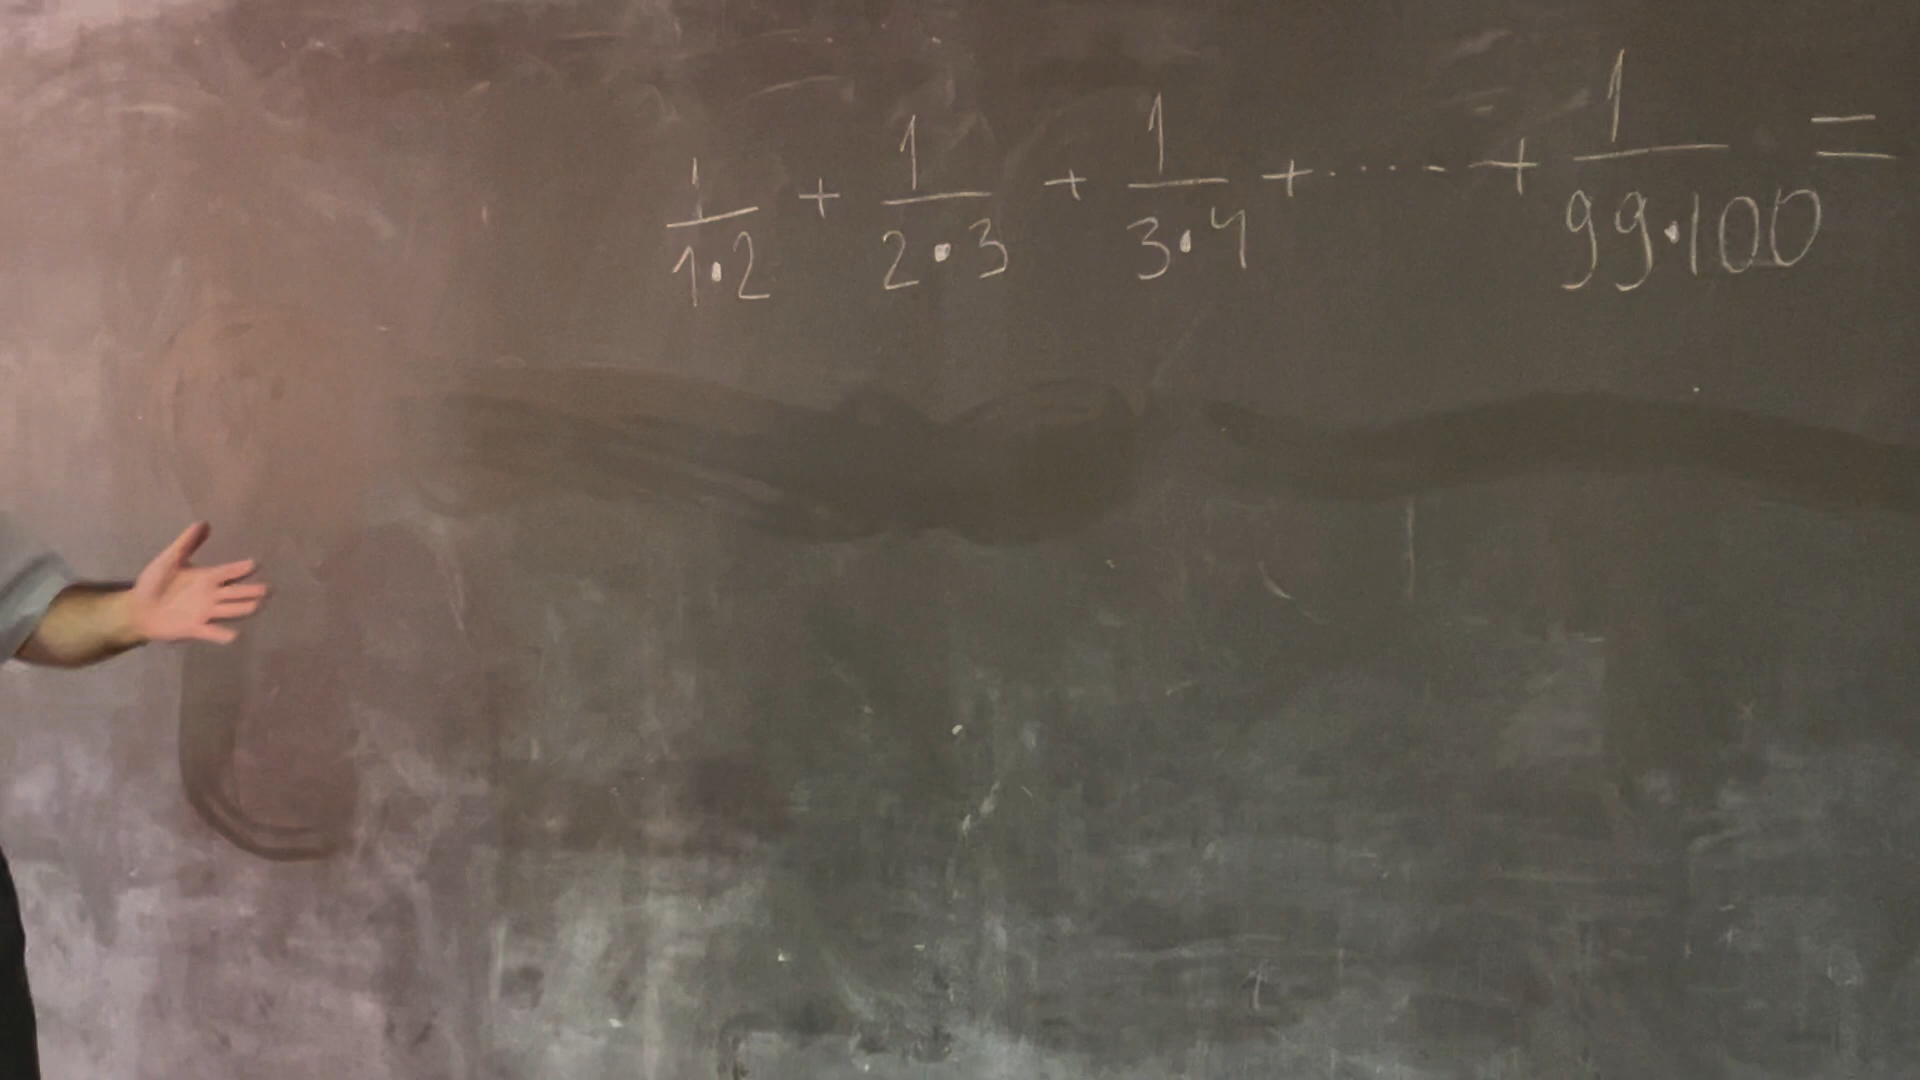 1/(1·2) + 1/(2·3) + 1/(3·4) + ..... + 1/(99·100) =